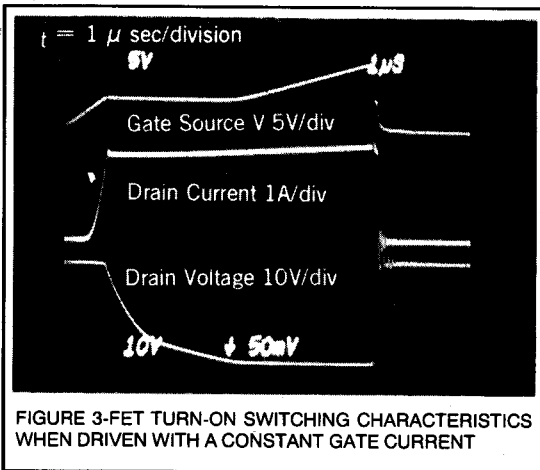 t = 1 μ sec/division
5V 1μS
Gate Source V 5V/div
Drain Current 1A/div
Drain Voltage 10V/div
10V ↓ 50mV
FIGURE 3-FET TURN-ON SWITCHING CHARACTERISTICS
WHEN DRIVEN WITH A CONSTANT GATE CURRENT